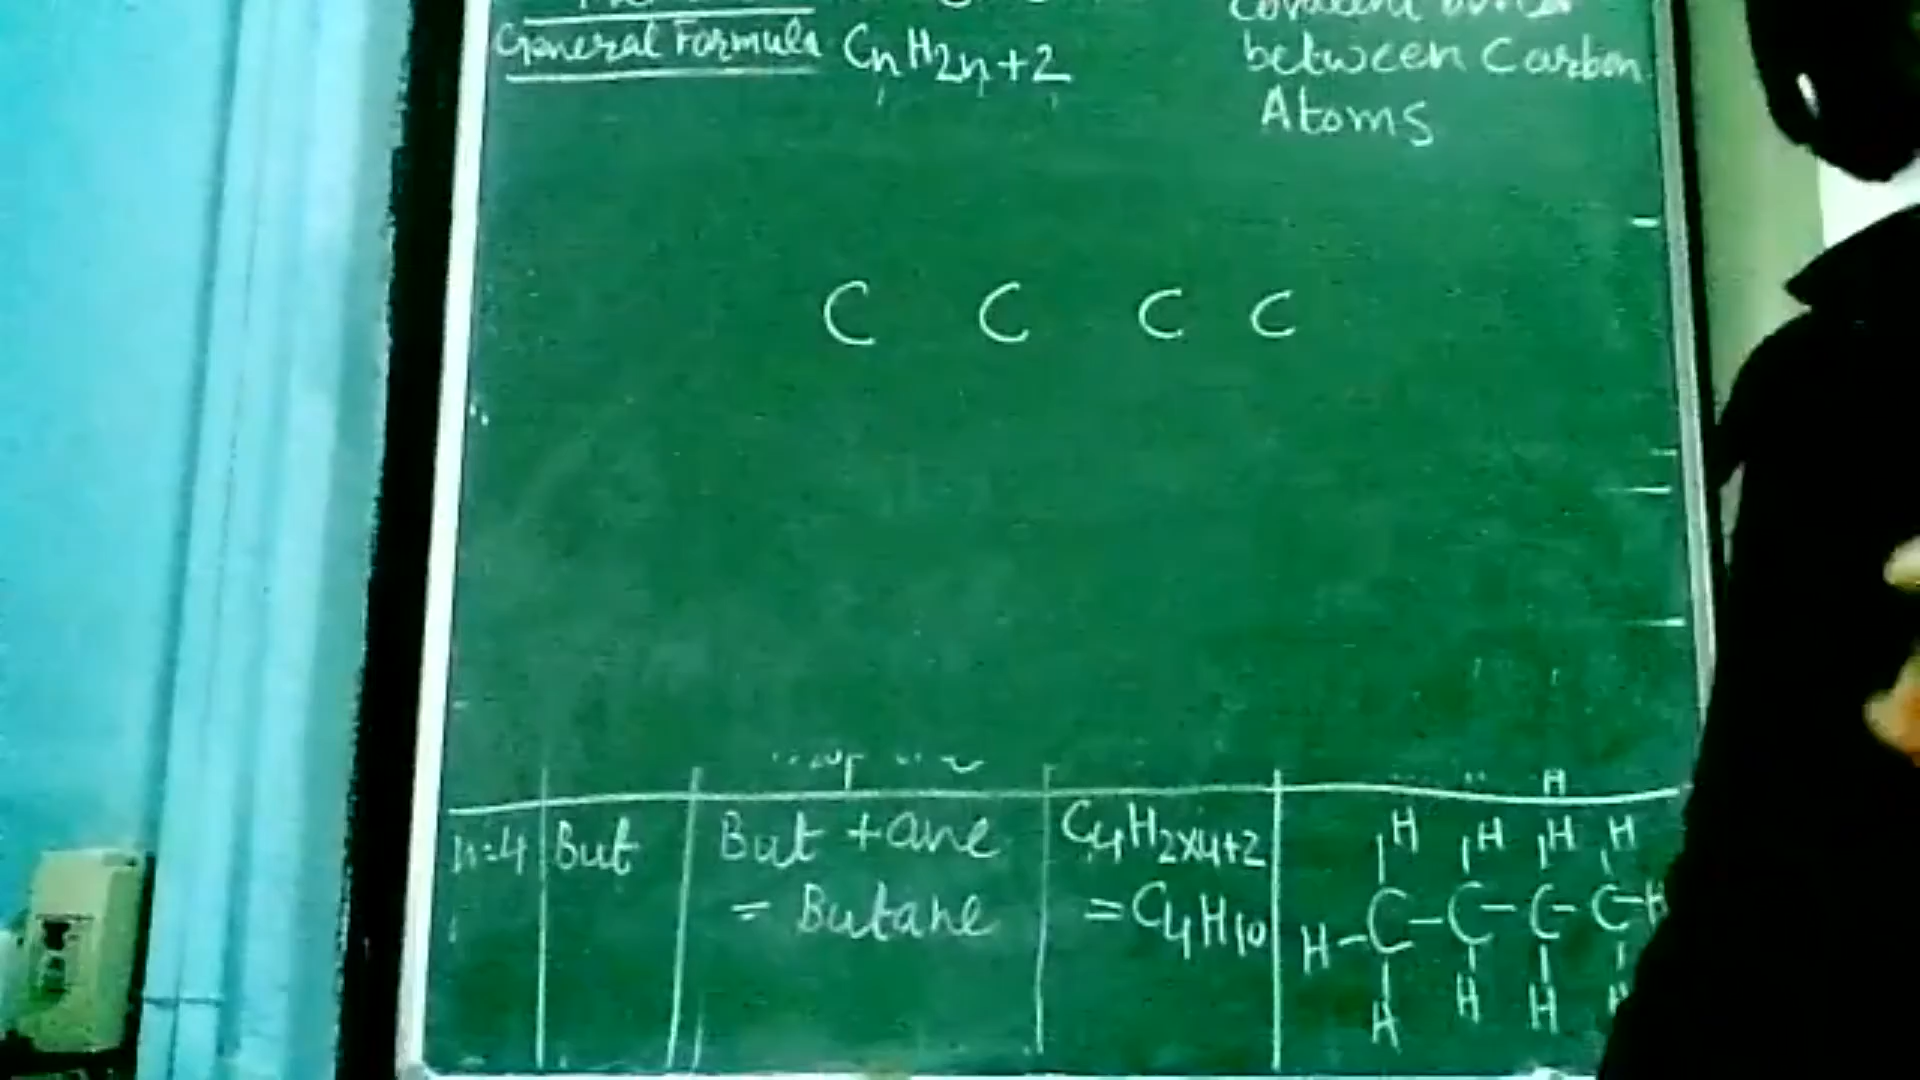 General Formula CnH2n+2
between Carbon
Atoms
C C C C
n=4 But But +ane C4H2x4+2
= Butane =C4H10
H
H H H H
H-C-C-C-C-H
H H H H